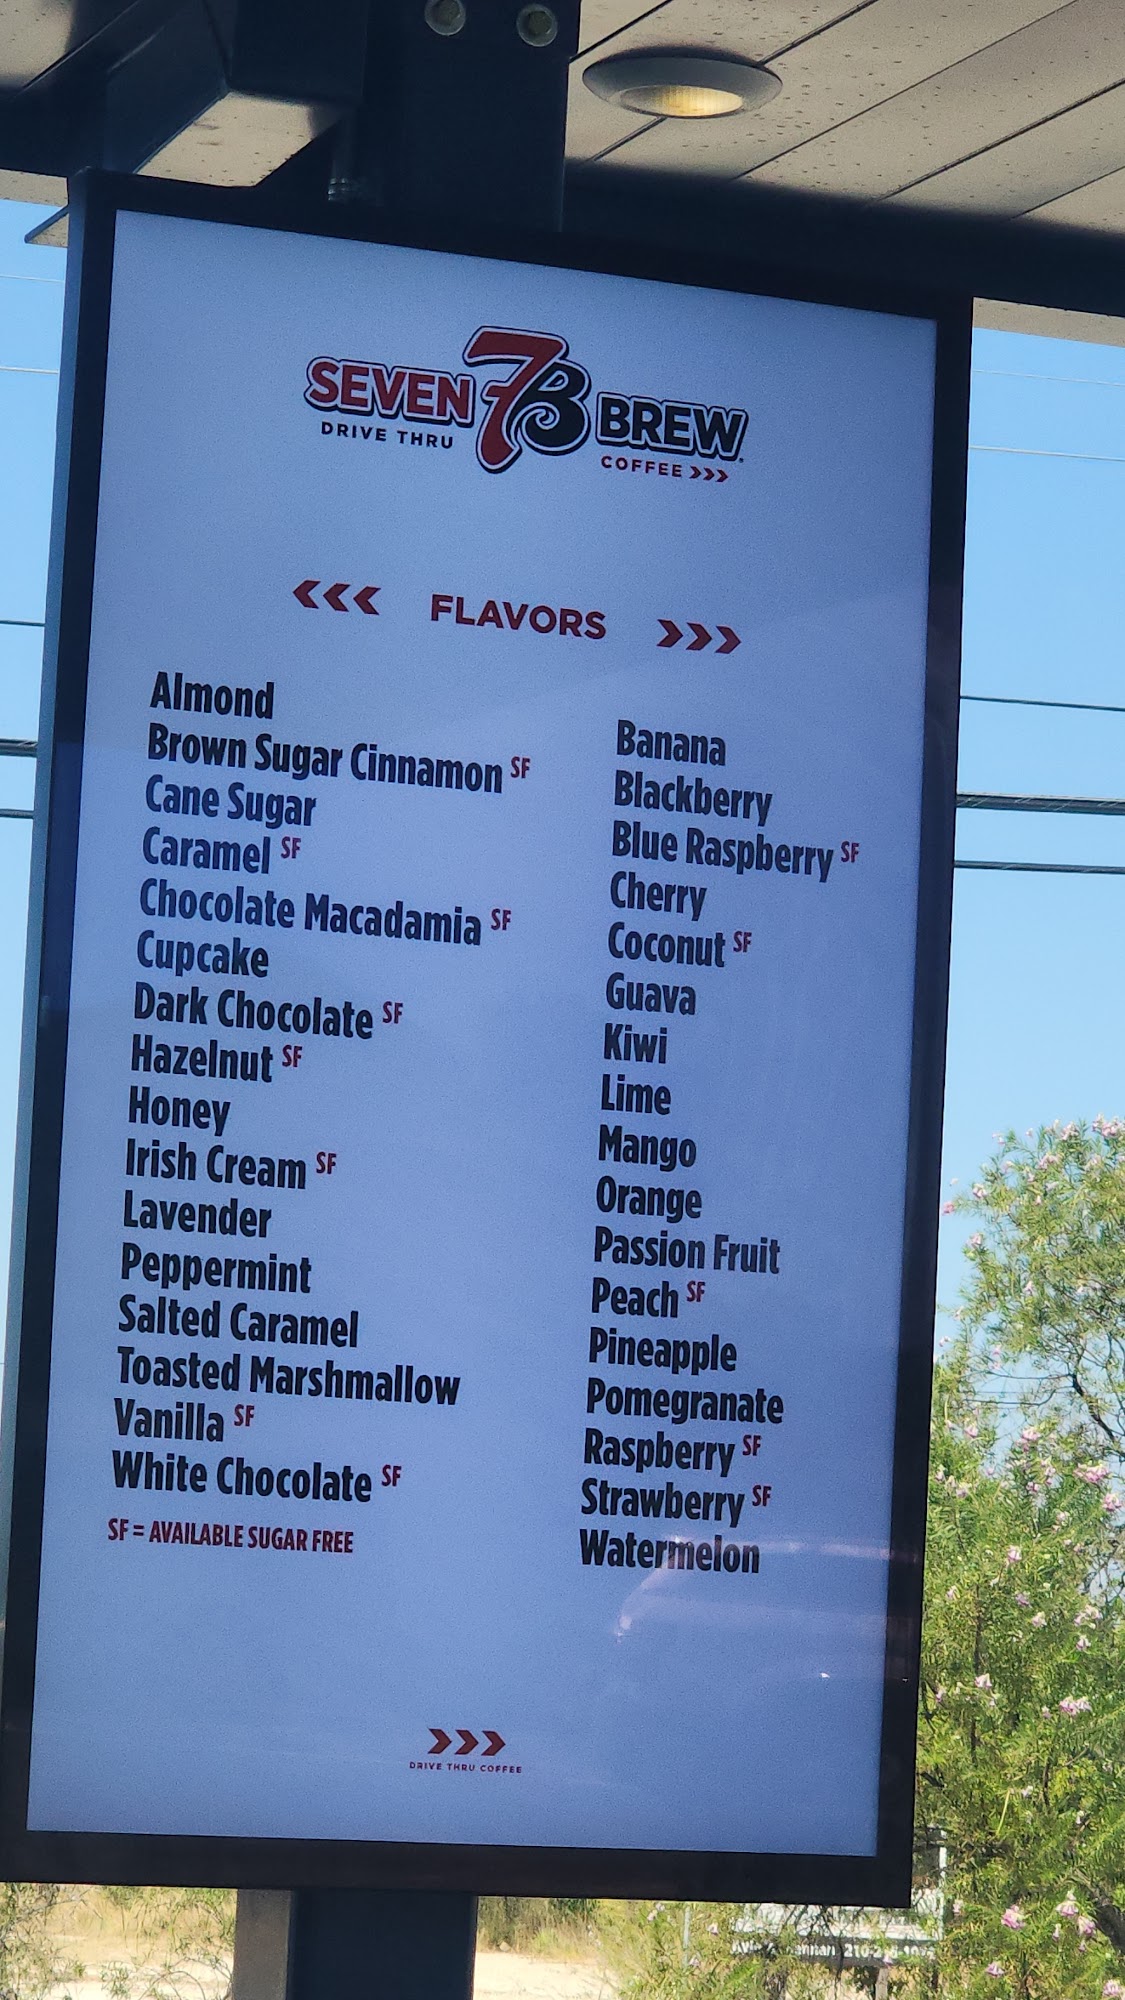 SEVEN 7B BREW
DRIVE THRU
COFFEE >>>
<<< FLAVORS >>>
Almond
Brown Sugar Cinnamon SF
Cane Sugar
Caramel SF
Chocolate Macadamia SF
Cupcake
Dark Chocolate SF
Hazelnut SF
Honey
Irish Cream SF
Lavender
Peppermint
Salted Caramel
Toasted Marshmallow
Vanilla SF
White Chocolate SF
SF = AVAILABLE SUGAR FREE
Banana
Blackberry
Blue Raspberry SF
Cherry
Coconut SF
Guava
Kiwi
Lime
Mango
Orange
Passion Fruit
Peach SF
Pineapple
Pomegranate
Raspberry SF
Strawberry SF
Watermelon
>>>
DRIVE THRU COFFEE